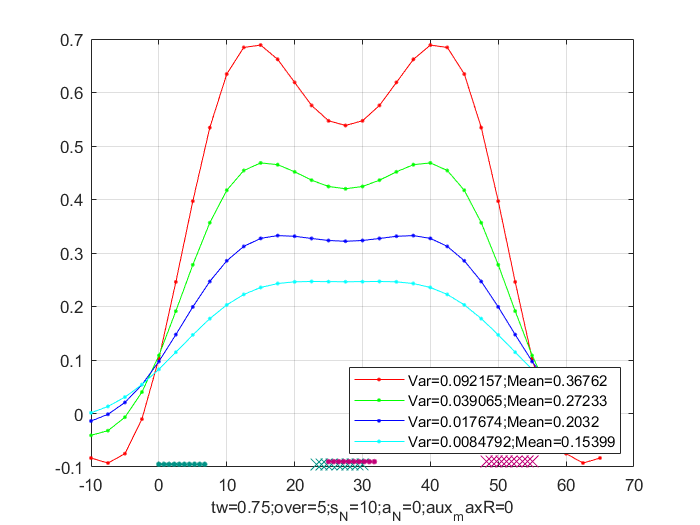 0.7
0.6
0.5
0.4
0.3
0.2
0.1
0
-0.1
Var=0.092157;Mean=0.36762
Var=0.039065;Mean=0.27233
Var=0.017674;Mean=0.2032
Var=0.0084792;Mean=0.15399
-10 0 10 20 30 40 50 60 70
tw=0.75;over=5;s_N=10;a_N=0;aux_maxR=0